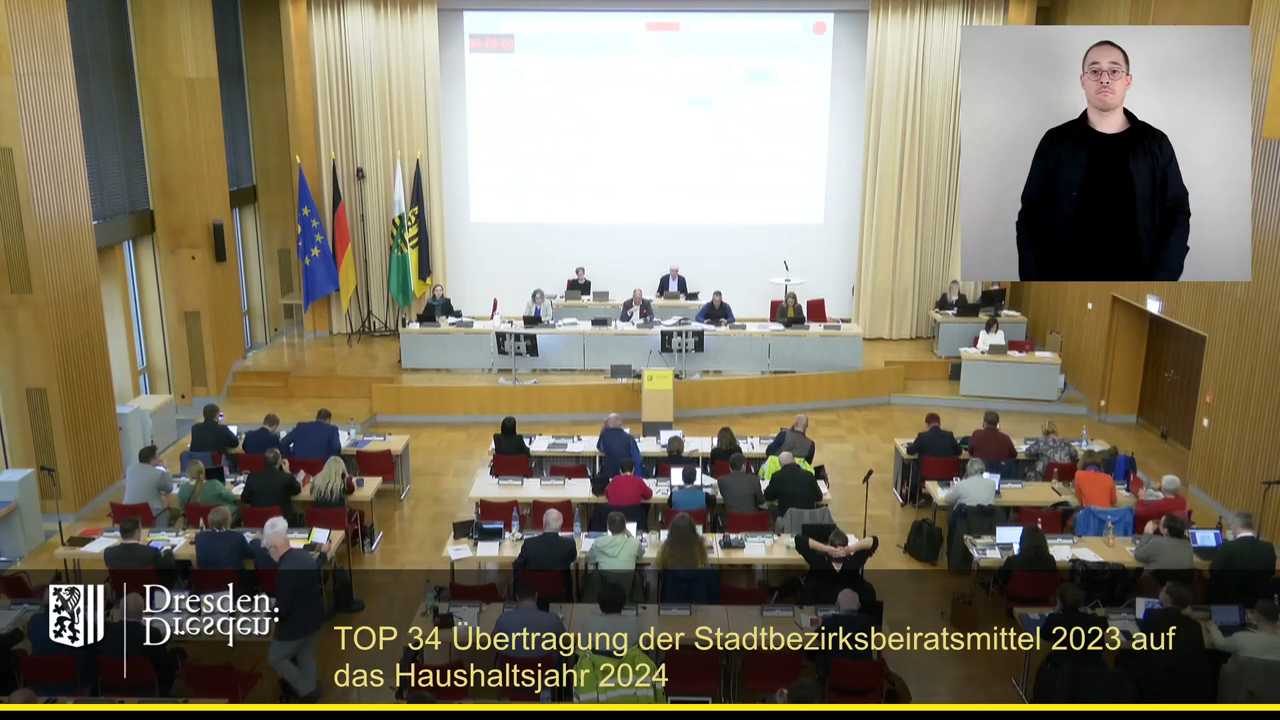 Dresden.
Dresden.
TOP 34 Übertragung der Stadtbezirksbeiratsmittel 2023 auf
das Haushaltsjahr 2024